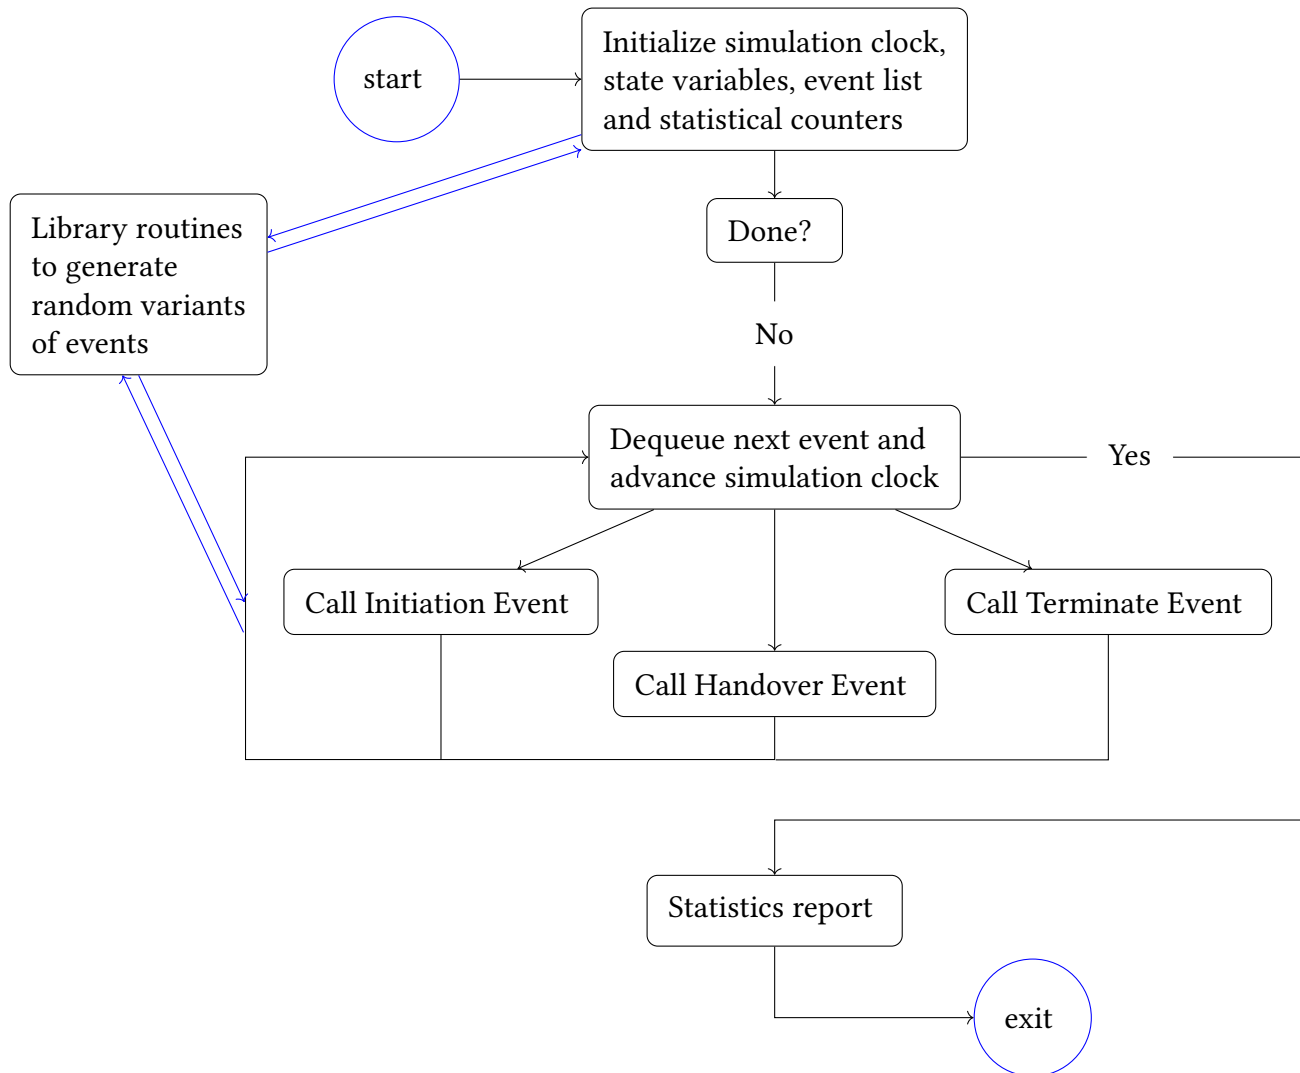 start
Initialize simulation clock,
state variables, event list
and statistical counters
Library routines
to generate
random variants
of events
Done?
No
Dequeue next event and
advance simulation clock
Yes
Call Initiation Event
Call Terminate Event
Call Handover Event
Statistics report
exit